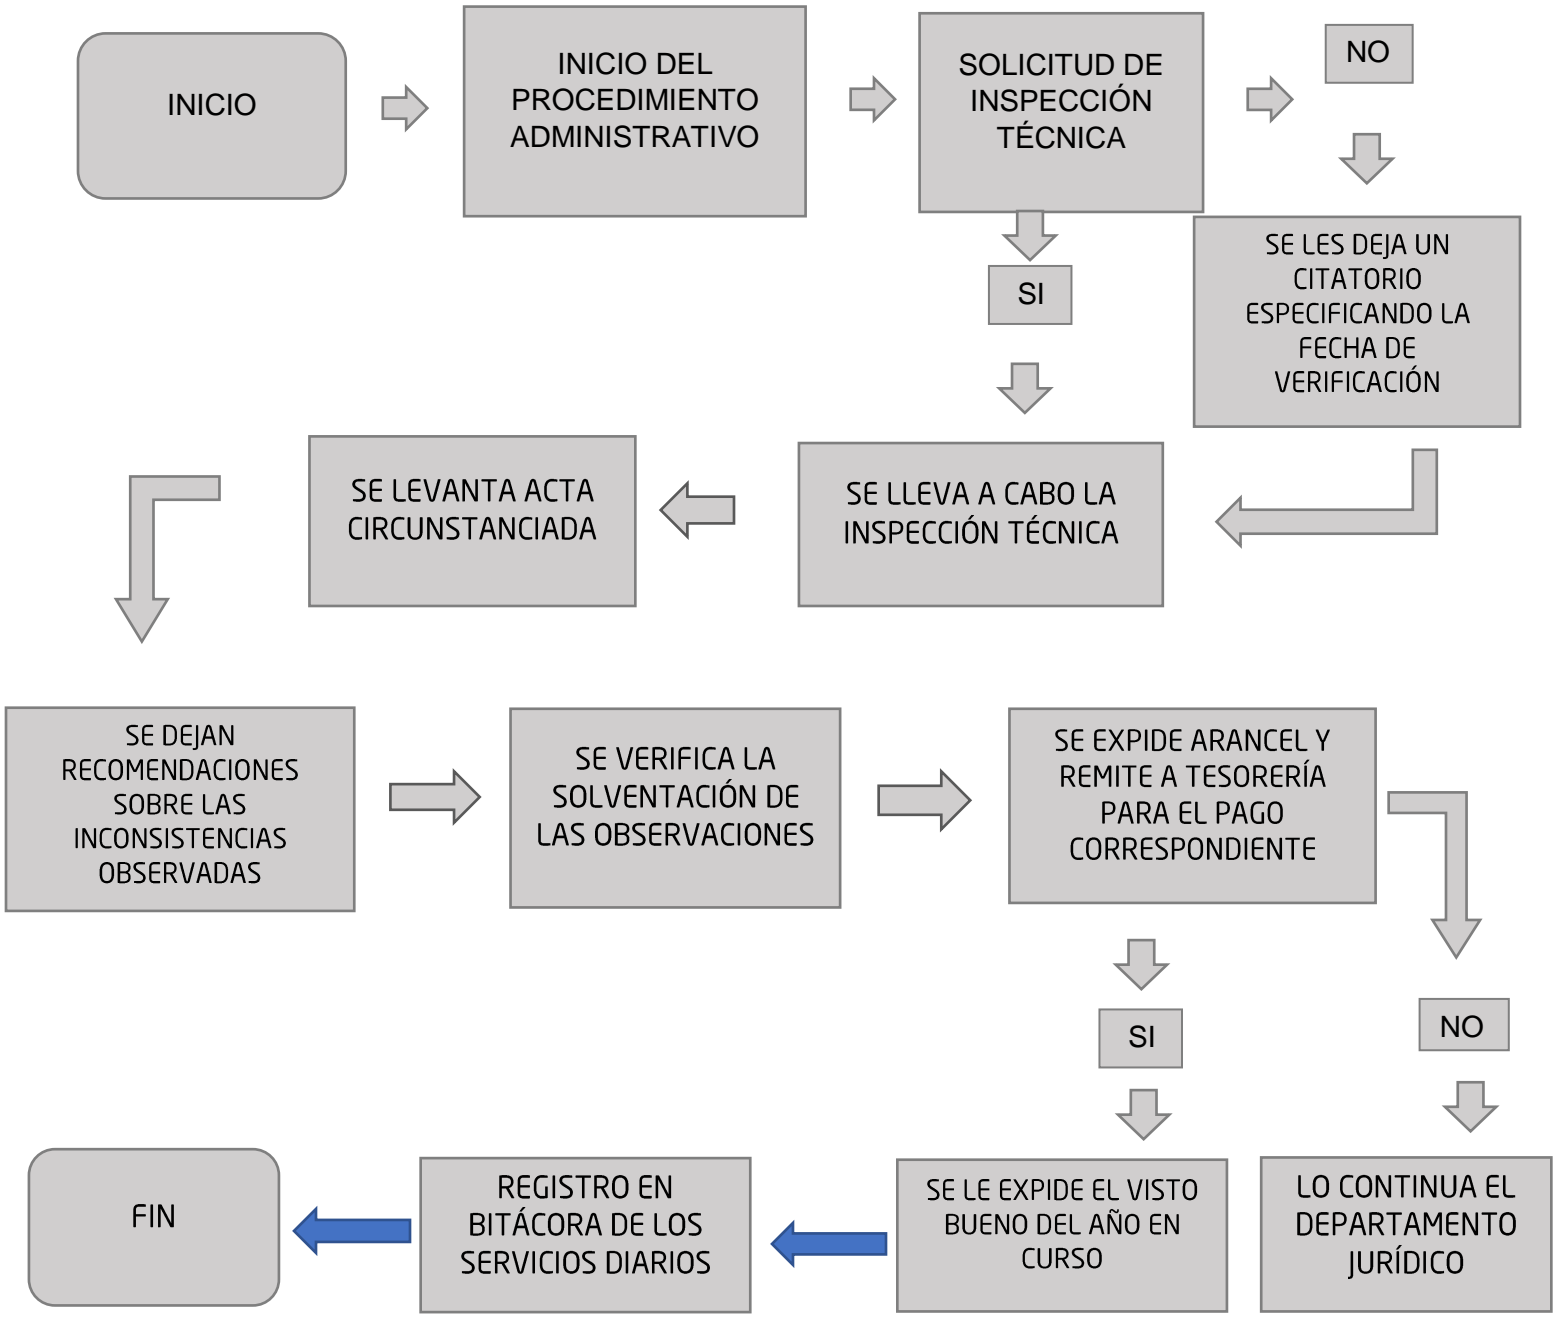 INICIO
INICIO DEL
PROCEDIMIENTO
ADMINISTRATIVO
SOLICITUD DE
INSPECCIÓN
TÉCNICA
NO
SI
SE LES DEJA UN
CITATORIO
ESPECIFICANDO LA
FECHA DE
VERIFICACIÓN
SE LLEVA A CABO LA
INSPECCIÓN TÉCNICA
SE LEVANTA ACTA
CIRCUNSTANCIADA
SE DEJAN
RECOMENDACIONES
SOBRE LAS
INCONSISTENCIAS
OBSERVADAS
SE VERIFICA LA
SOLVENTACIÓN DE
LAS OBSERVACIONES
SE EXPIDE ARANCEL Y
REMITE A TESORERÍA
PARA EL PAGO
CORRESPONDIENTE
SI
NO
SE LE EXPIDE EL VISTO
BUENO DEL AÑO EN
CURSO
LO CONTINUA EL
DEPARTAMENTO
JURÍDICO
REGISTRO EN
BITÁCORA DE LOS
SERVICIOS DIARIOS
FIN